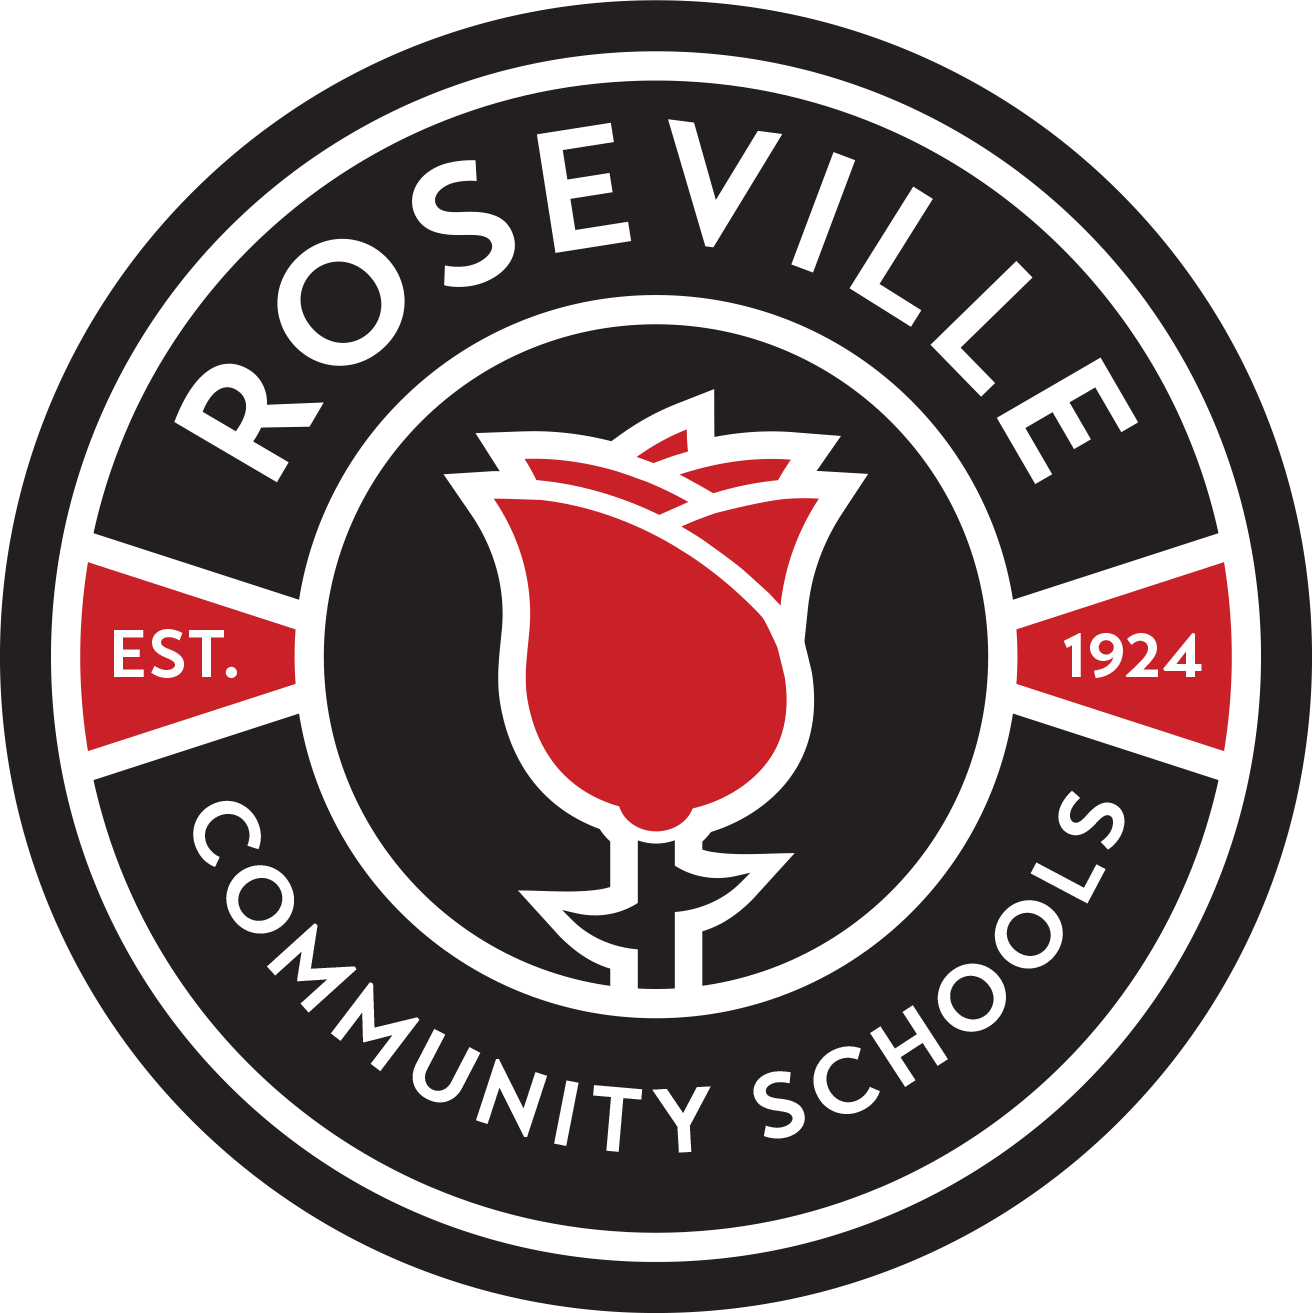 ROSEVILLE
EST.
1924
COMMUNITY SCHOOLS